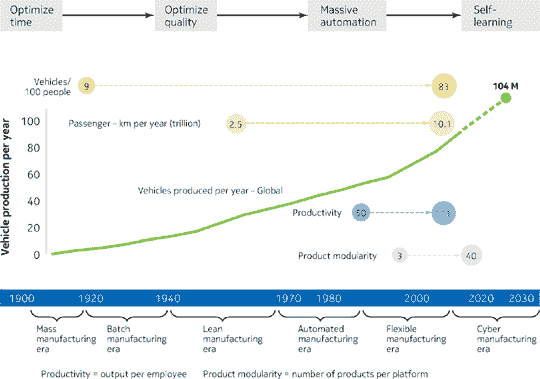 Optimize time
Optimize quality
Massive automation
Self-learning
Vehicles/
100 people
9
83
104 M
Passenger – km per year (trillion)
2.5
10.1
Vehicle production per year
100
80
60
40
20
0
Vehicles produced per year – Global
Productivity
50
Product modularity
3
40
1900
1920
1940
1970
1980
2000
2020
2030
Mass
manufacturing
era
Batch
manufacturing
era
Lean
manufacturing
era
Automated
manufacturing
era
Flexible
manufacturing
era
Cyber
manufacturing
era
Productivity = output per employee
Product modularity = number of products per platform